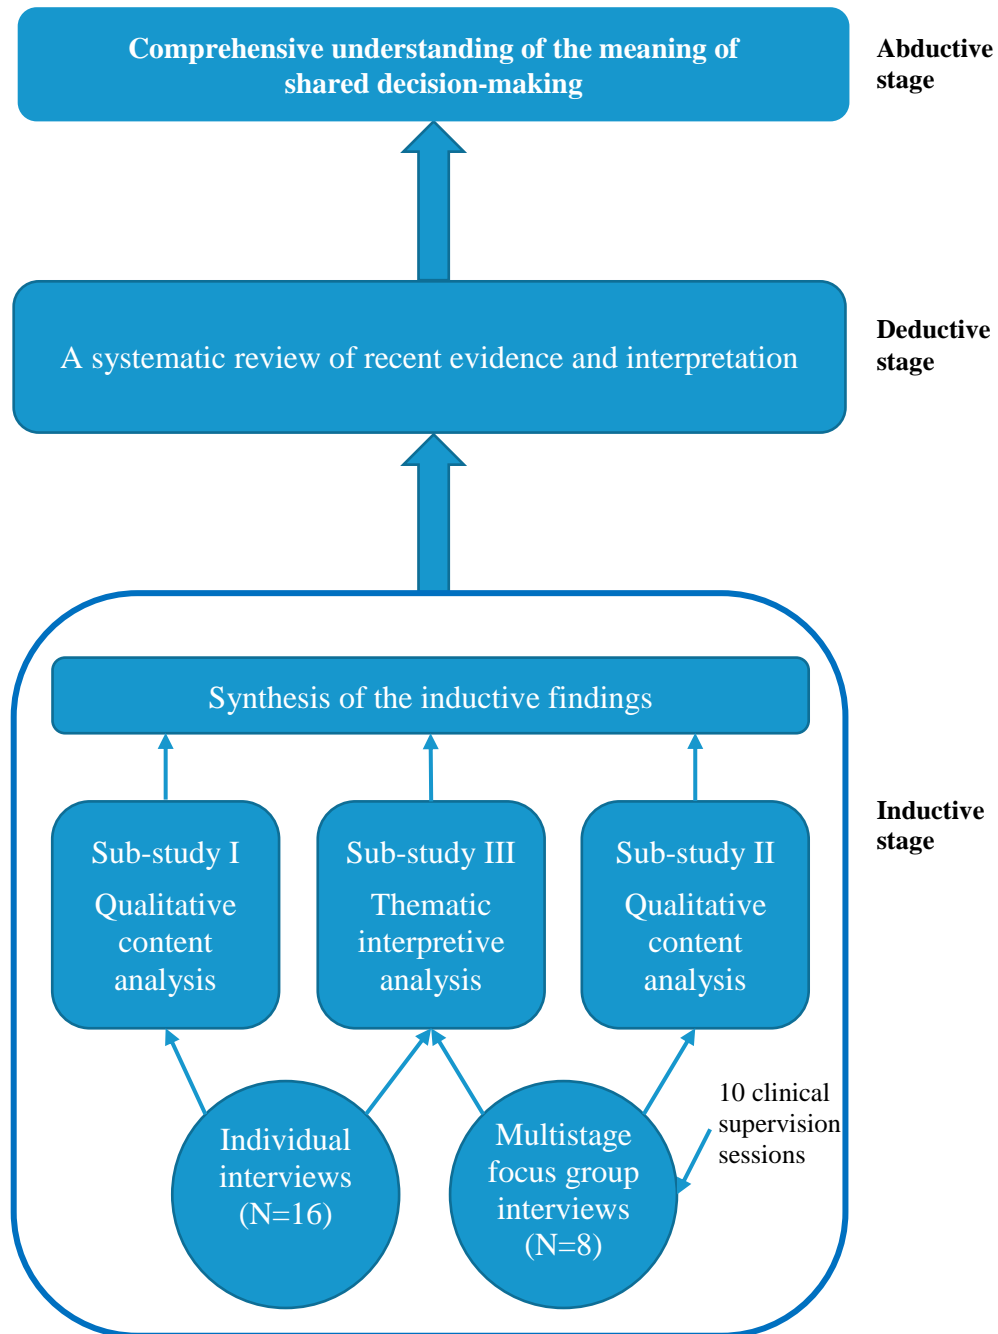 Comprehensive understanding of the meaning of
shared decision-making
Abductive
stage
A systematic review of recent evidence and interpretation
Deductive
stage
Synthesis of the inductive findings
Sub-study I
Qualitative
content
analysis
Sub-study III
Thematic
interpretive
analysis
Sub-study II
Qualitative
content
analysis
Inductive
stage
Individual
interviews
(N=16)
Multistage
focus group
interviews
(N=8)
10 clinical
supervision
sessions